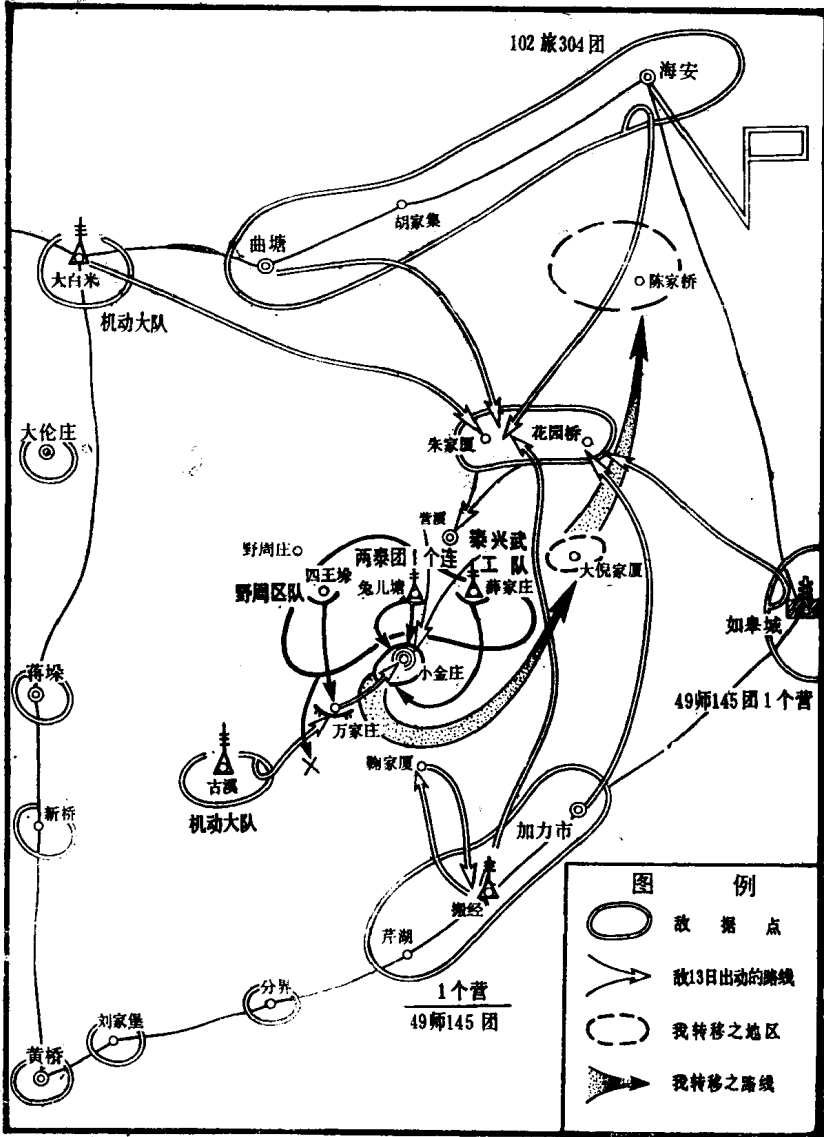 102旅304团
海安
胡家集
曲塘
大白米
机动大队
陈家桥
大伦庄
朱家厦
花园桥
营溪
泰兴武
工队
野周庄
两泰团1个连
四王垛
野周区队
兔儿塘
薛家庄
大倪家厦
如皋城
小金庄
49师145团1个营
蒋垛
万家庄
古溪
机动大队
鞠家厦
新桥
加力市
搬经
芹湖
分界
1个营
49师145团
刘家堡
黄桥
图例
敌据点
敌13日出动的路线
我转移之地区
我转移之路线